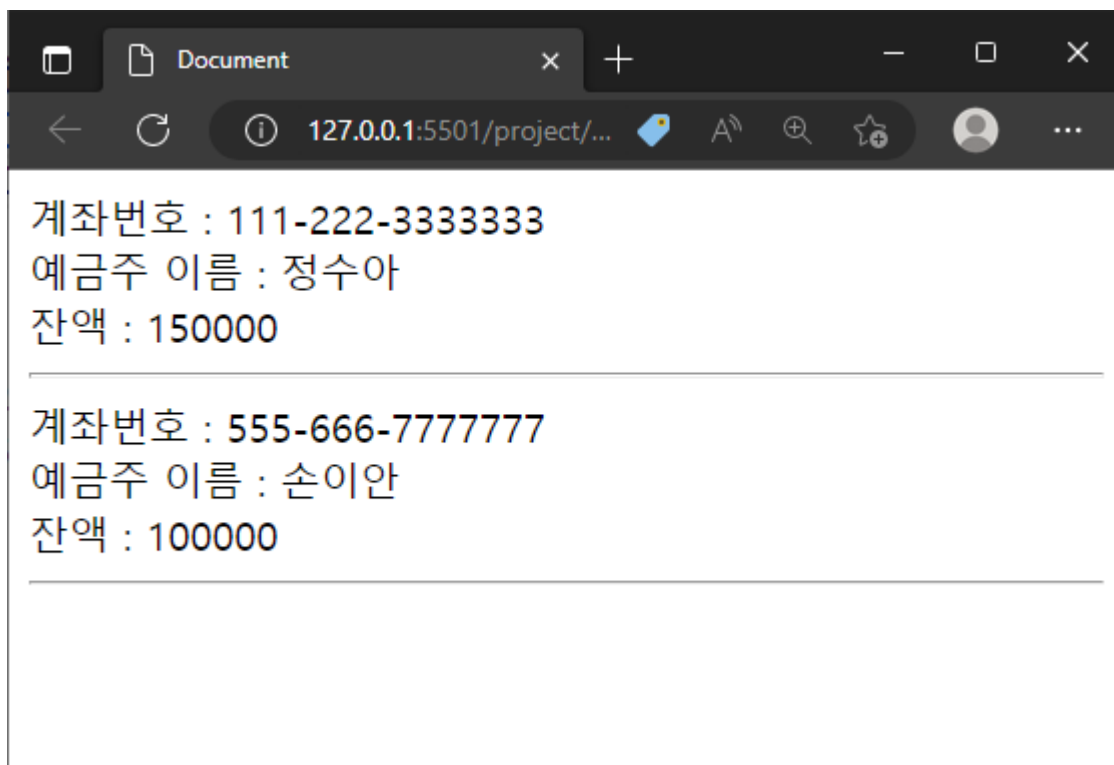 Document
127.0.0.1:5501/project/...
계좌번호 : 111-222-3333333
예금주 이름 : 정수아
잔액 : 150000
계좌번호 : 555-666-7777777
예금주 이름 : 손이안
잔액 : 100000